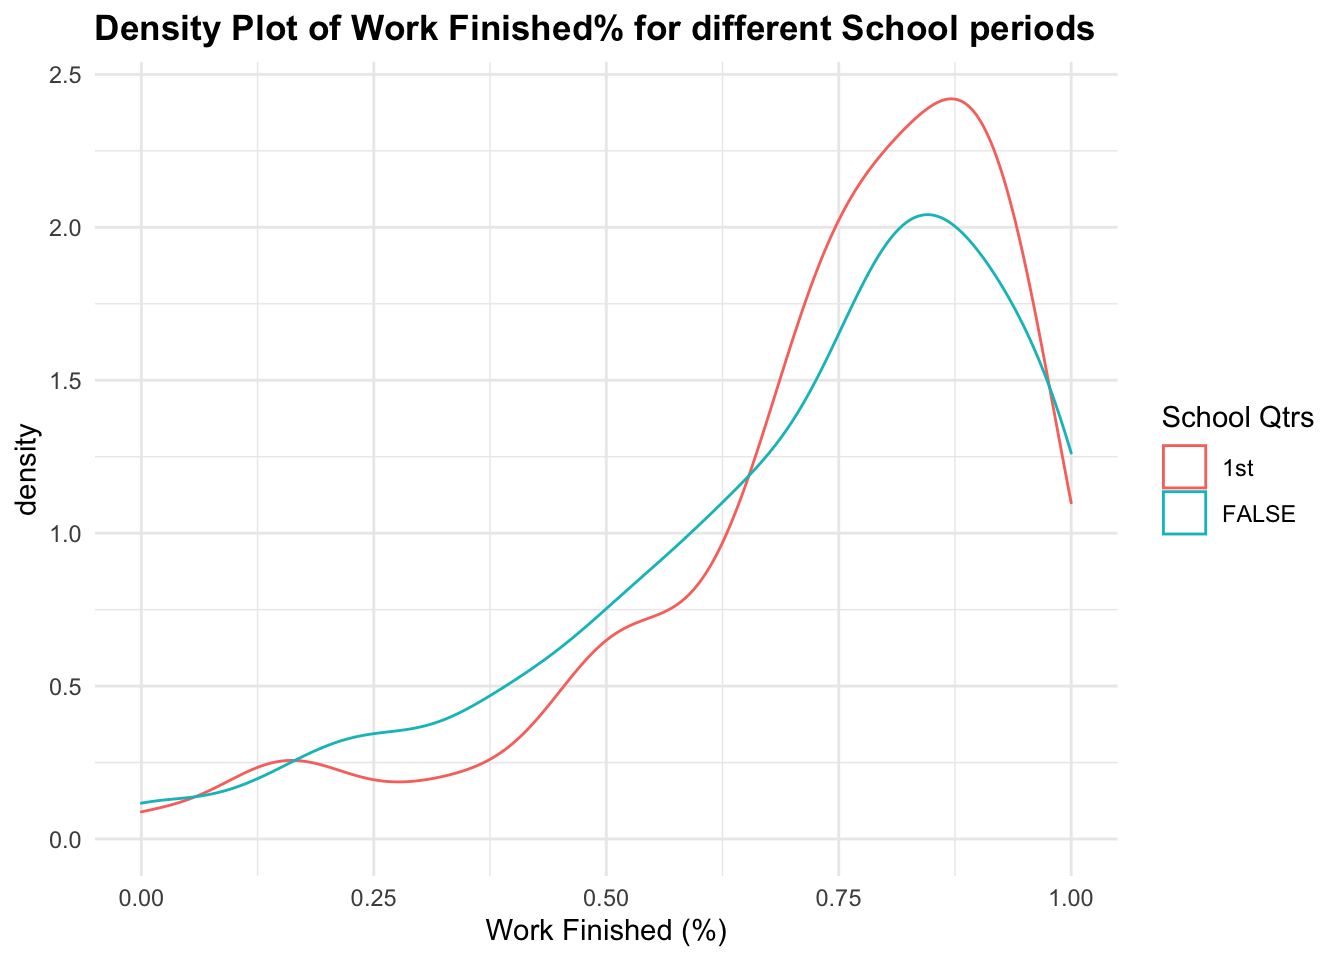 Density Plot of Work Finished% for different School periods
2.5
2.0
1.5
1.0
0.5
0.0
density
0.00 0.25 0.50 0.75 1.00
Work Finished (%)
School Qtrs
1st
FALSE